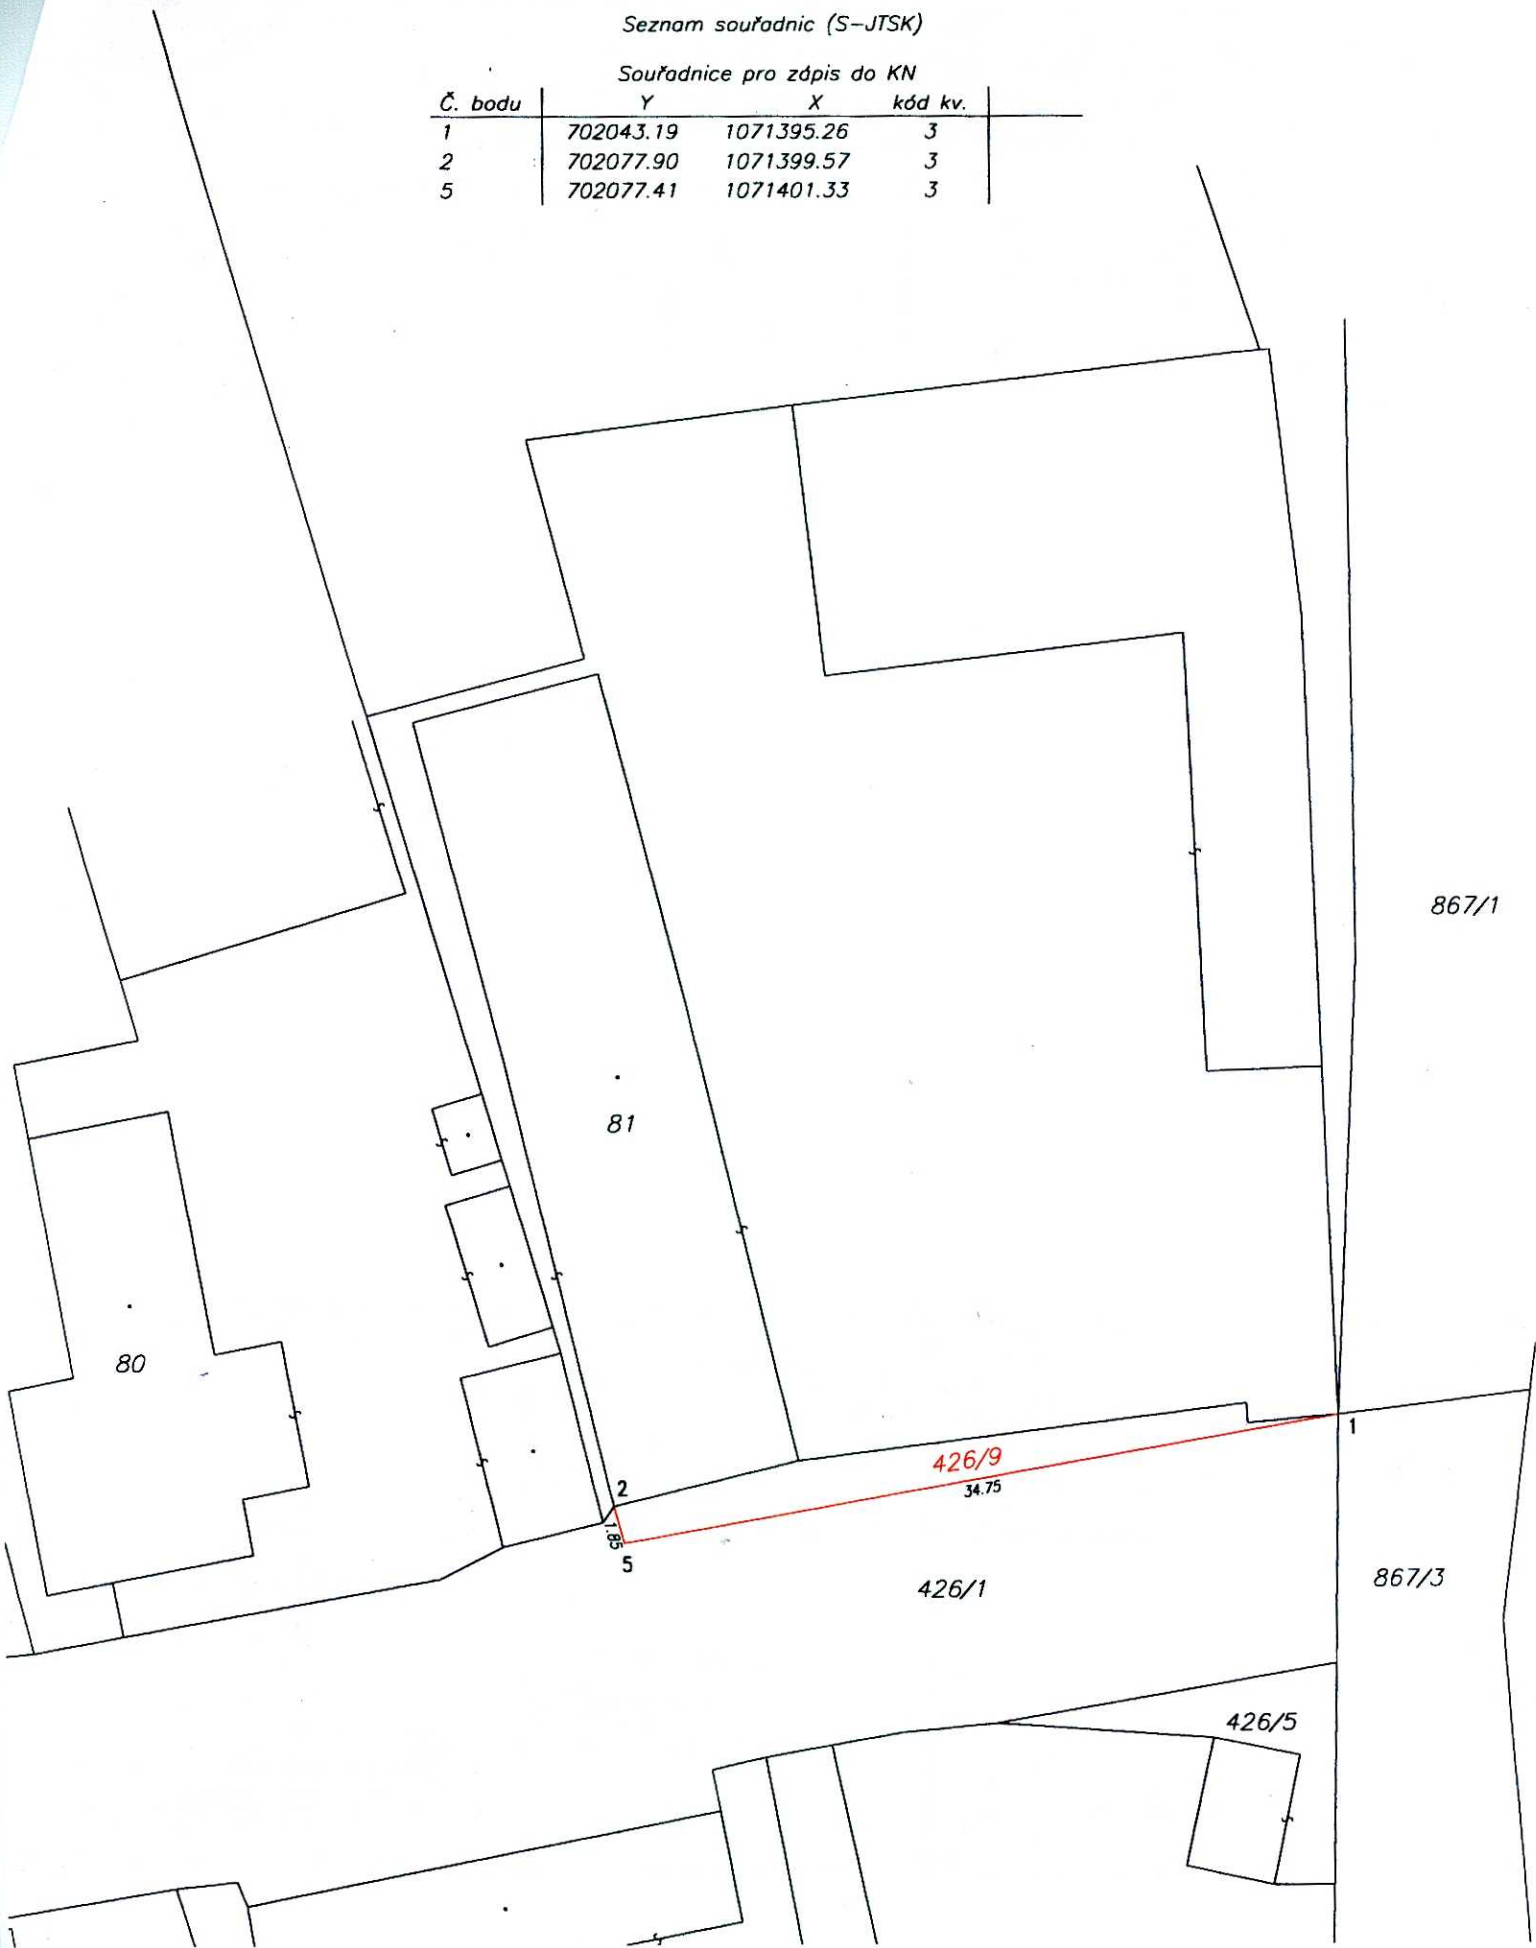 Seznam souřadnic (S-JTSK)
Souřadnice pro zápis do KN
Č. bodu Y X kód kv.
1 702043.19 1071395.26 3
2 702077.90 1071399.57 3
5 702077.41 1071401.33 3
867/1
81
80
1
426/9
34.75
2
1.85
5
426/1
867/3
426/5